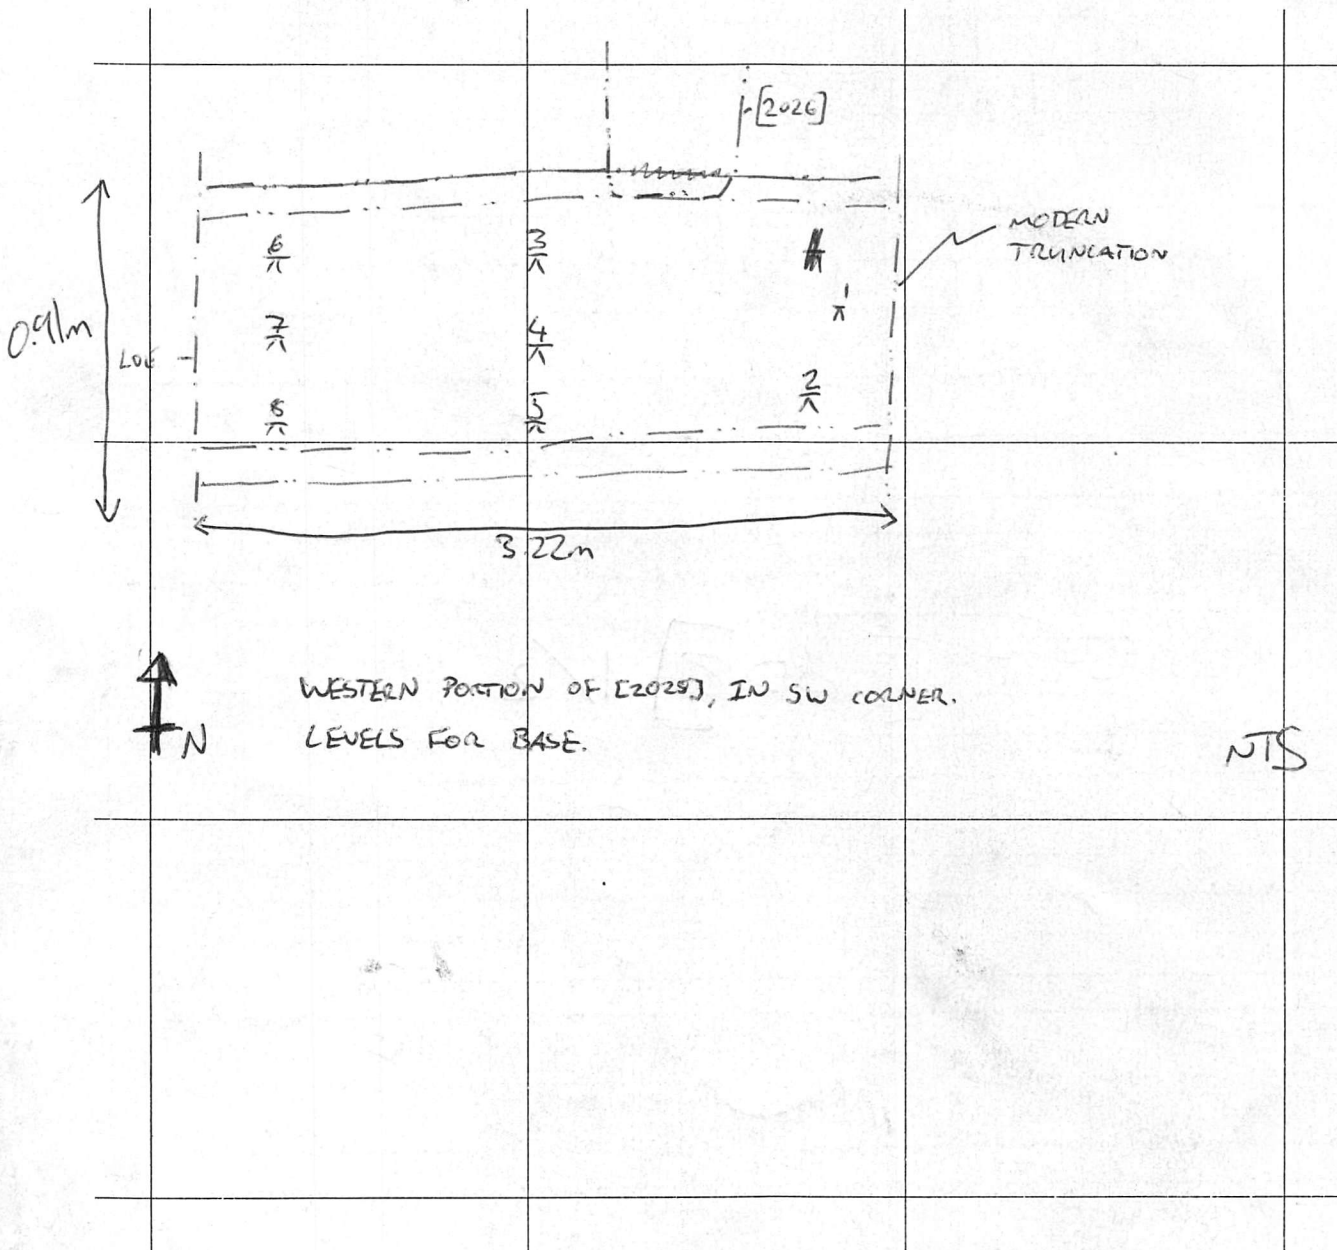 [2026]
MODERN
TRUNCATION
6
3
1
7
4
0.91m
LOE
8
5
2
3.22m
WESTERN PORTION OF [2025], IN SW CORNER.
N
LEVELS FOR BASE.
NTS